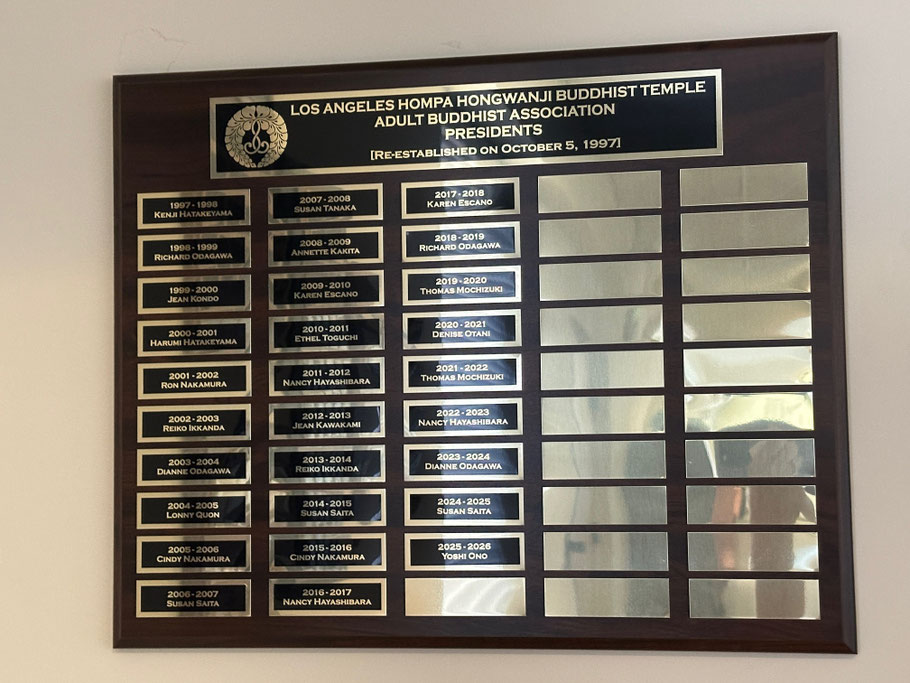 LOS ANGELES HOMPA HONGWANJI BUDDHIST TEMPLE
ADULT BUDDHIST ASSOCIATION
PRESIDENTS
[RE-ESTABLISHED ON OCTOBER 5, 1997]
1997 - 1998
KENJI HATAKEYAMA
1998 - 1999
RICHARD ODAGAWA
1999 - 2000
JEAN KONDO
2000 - 2001
HARUMI HATAKEYAMA
2001 - 2002
RON NAKAMURA
2002 - 2003
REIKO IKKANDA
2003 - 2004
DIANNE ODAGAWA
2004 - 2005
LONNY QUON
2005 - 2006
CINDY NAKAMURA
2006 - 2007
SUSAN SAITA
2007 - 2008
SUSAN TANAKA
2008 - 2009
ANNETTE KAKITA
2009 - 2010
KAREN ESCANO
2010 - 2011
ETHEL TOGUCHI
2011 - 2012
NANCY HAYASHIBARA
2012 - 2013
JEAN KAWAKAMI
2013 - 2014
REIKO IKKANDA
2014 - 2015
SUSAN SAITA
2015 - 2016
CINDY NAKAMURA
2016 - 2017
NANCY HAYASHIBARA
2017 - 2018
KAREN ESCANO
2018 - 2019
RICHARD ODAGAWA
2019 - 2020
THOMAS MOCHIZUKI
2020 - 2021
DENISE OTANI
2021 - 2022
THOMAS MOCHIZUKI
2022 - 2023
NANCY HAYASHIBARA
2023 - 2024
DIANNE ODAGAWA
2024 - 2025
SUSAN SAITA
2025 - 2026
YOSHI ONO